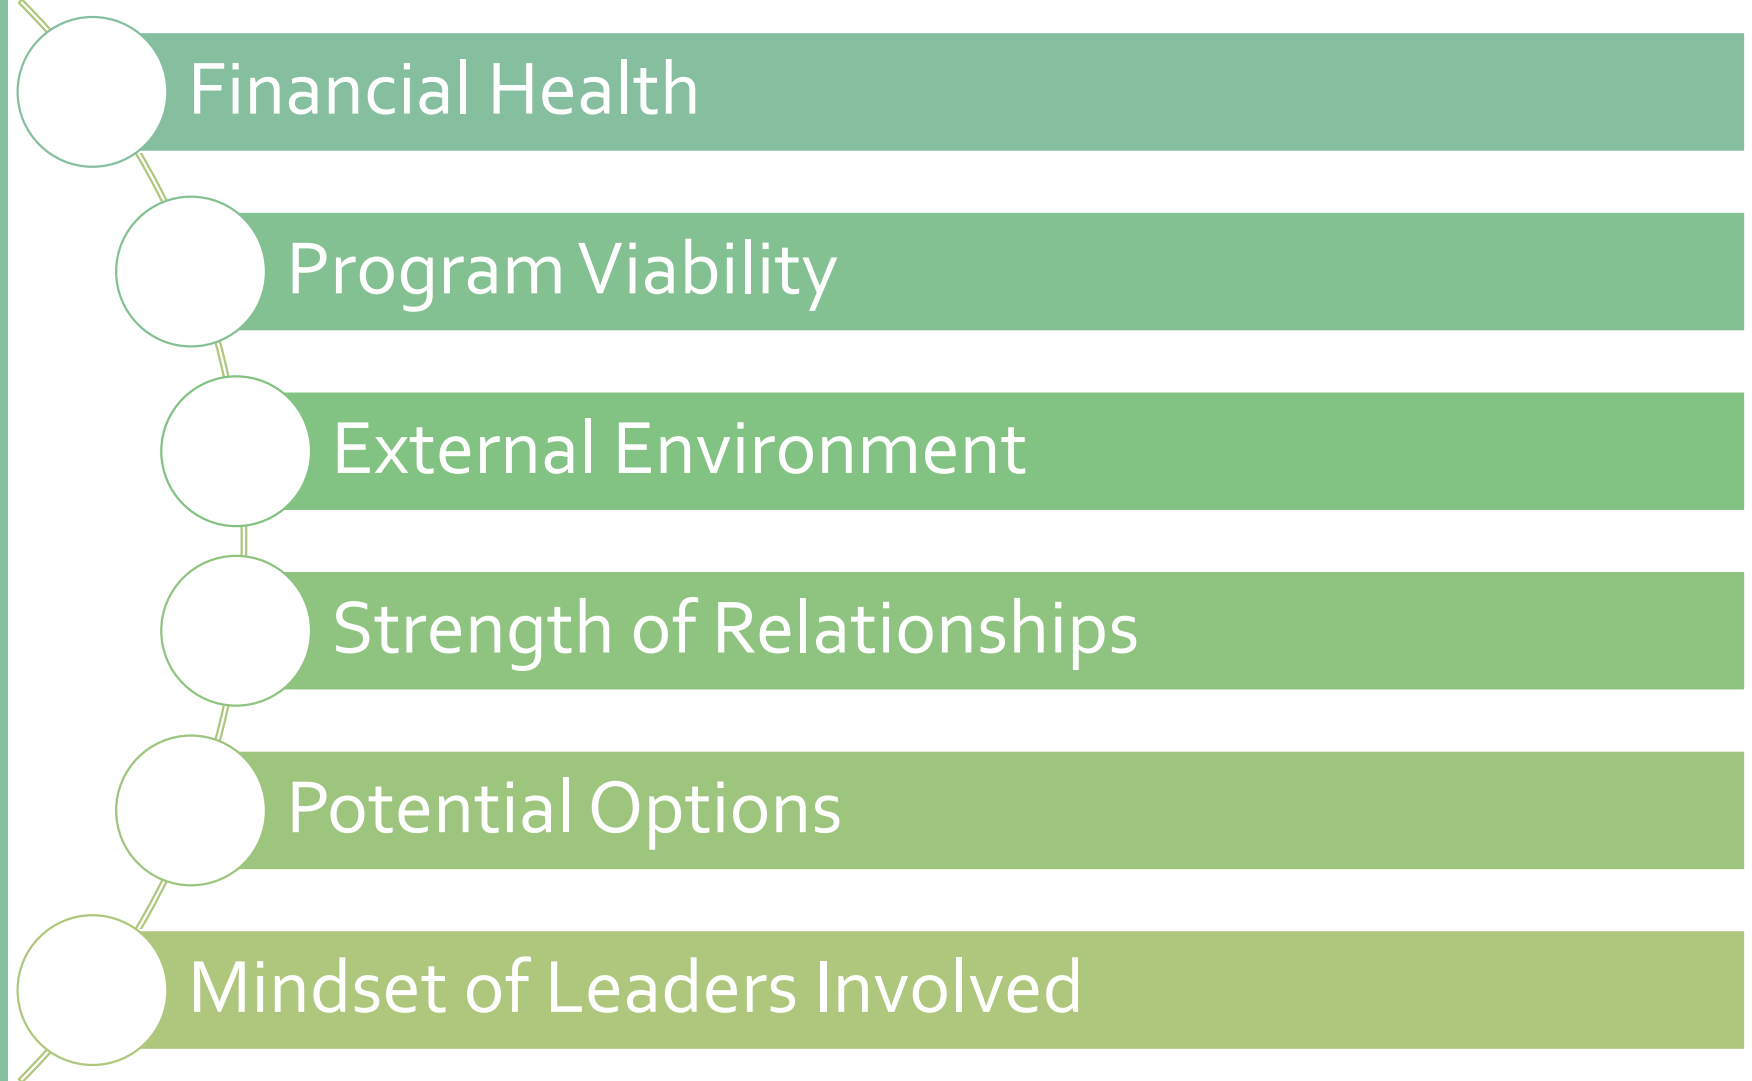 Financial Health
Program Viability
External Environment
Strength of Relationships
Potential Options
Mindset of Leaders Involved